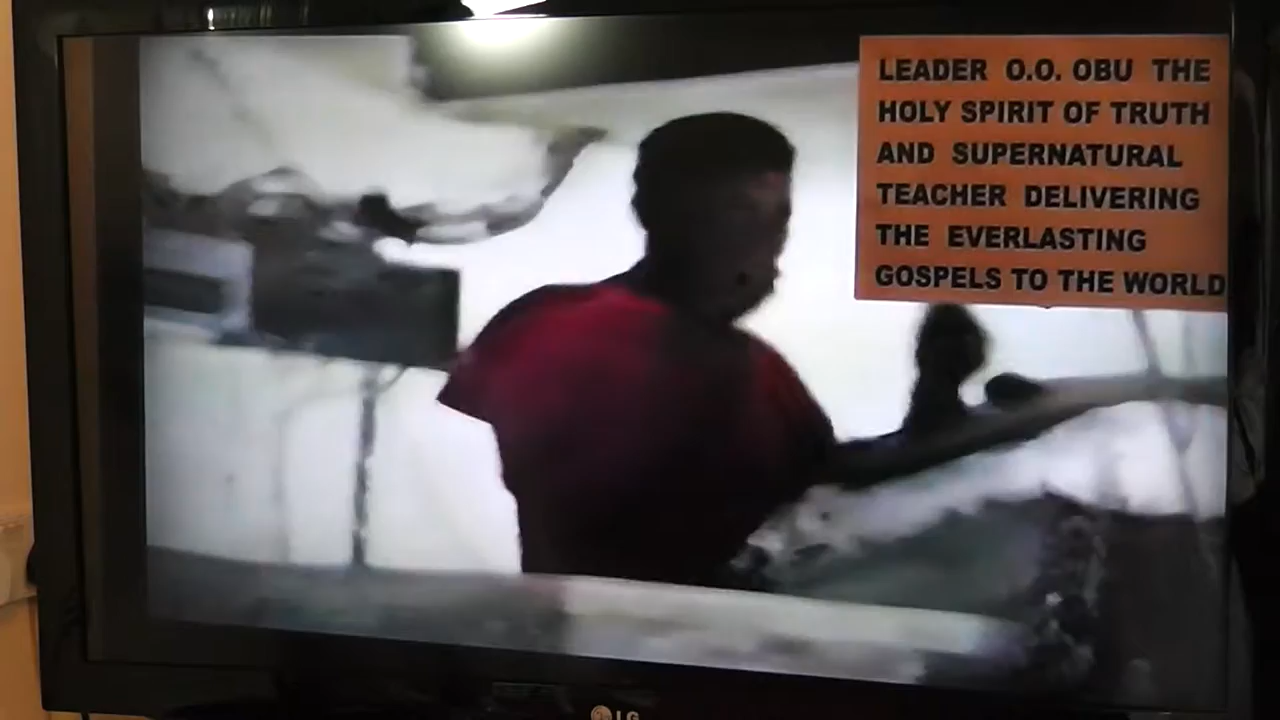 LEADER O.O. OBU THE
HOLY SPIRIT OF TRUTH
AND SUPERNATURAL
TEACHER DELIVERING
THE EVERLASTING
GOSPELS TO THE WORLD
LG